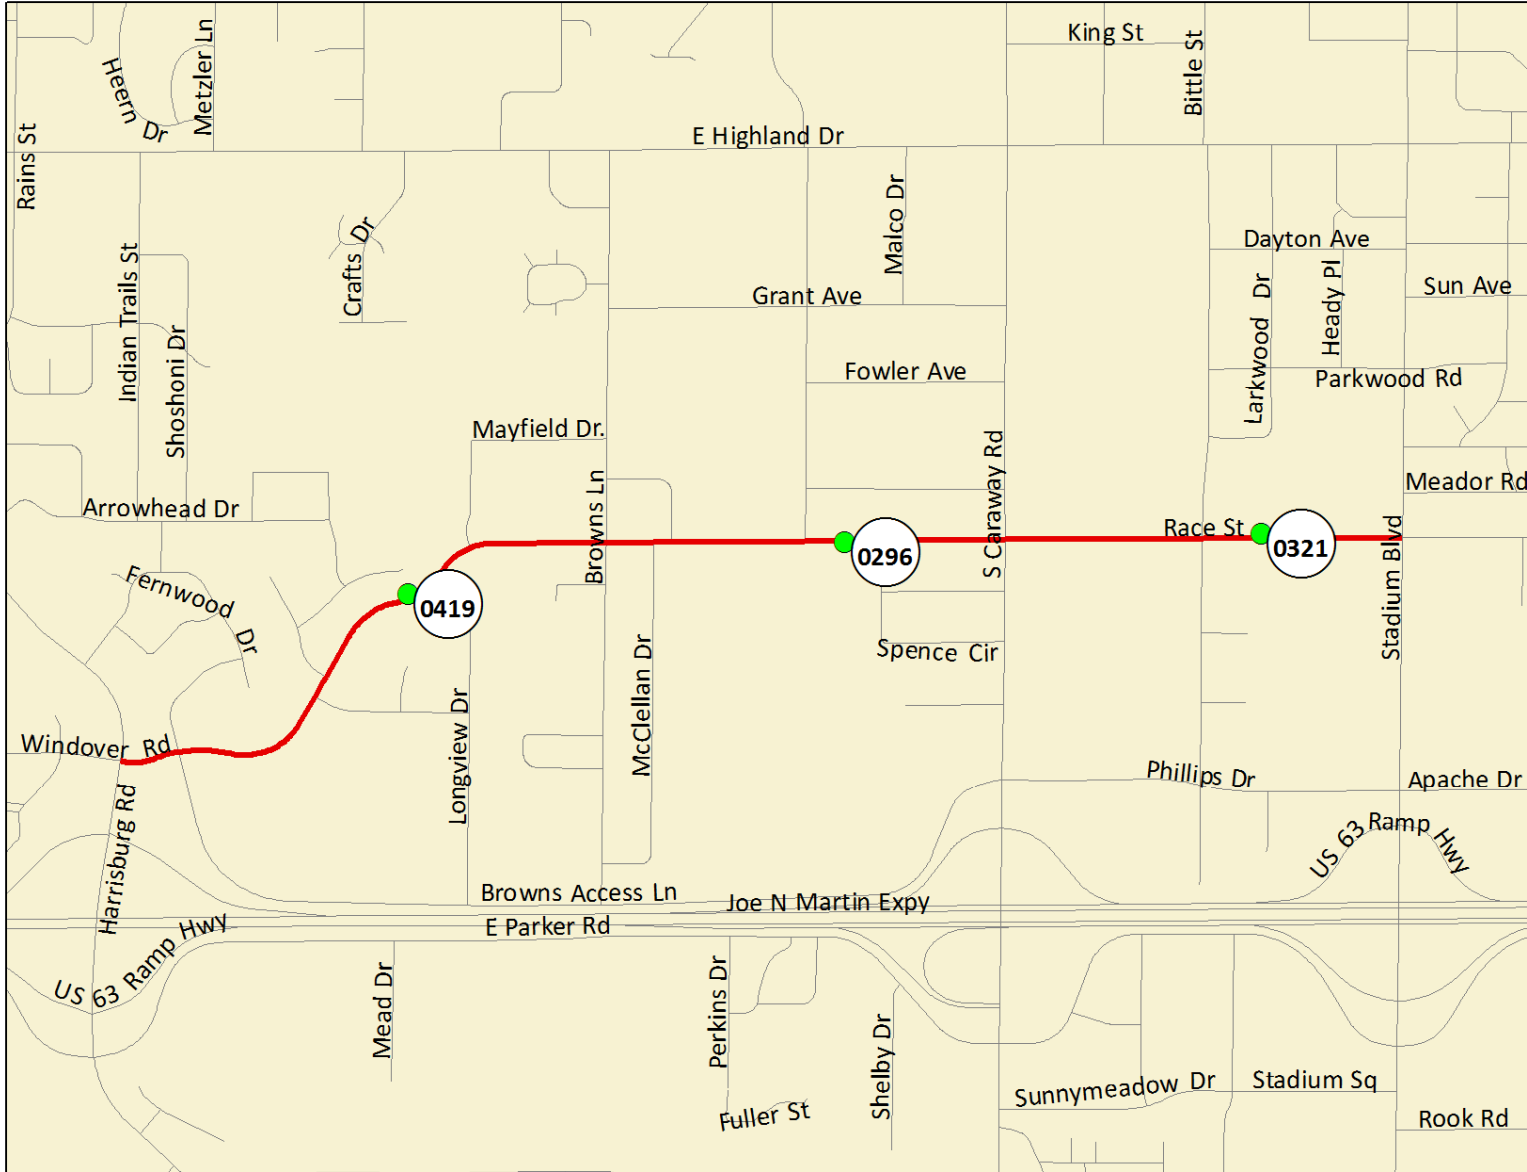 King St
Bittle St
Metzler Ln
Heern Dr
Rains St
E Highland Dr
Malco Dr
Dayton Ave
Crafts Dr
Indian Trails St
Grant Ave
Larkwood Dr
Heady Pl
Sun Ave
Shoshoni Dr
Fowler Ave
Parkwood Rd
Mayfield Dr.
S Caraway Rd
Browns Ln
Meador Rd
Arrowhead Dr
Race St
Stadium Blvd
0296
0321
Fernwood Dr
0419
Spence Cir
McClellan Dr
Longview Dr
Windover Rd
Phillips Dr
Apache Dr
Harrisburg Rd
US 63 Ramp Hwy
Browns Access Ln
Joe N Martin Expy
E Parker Rd
US 63 Ramp Hwy
Mead Dr
Perkins Dr
Shelby Dr
Sunnymeadow Dr
Stadium Sq
Fuller St
Rook Rd